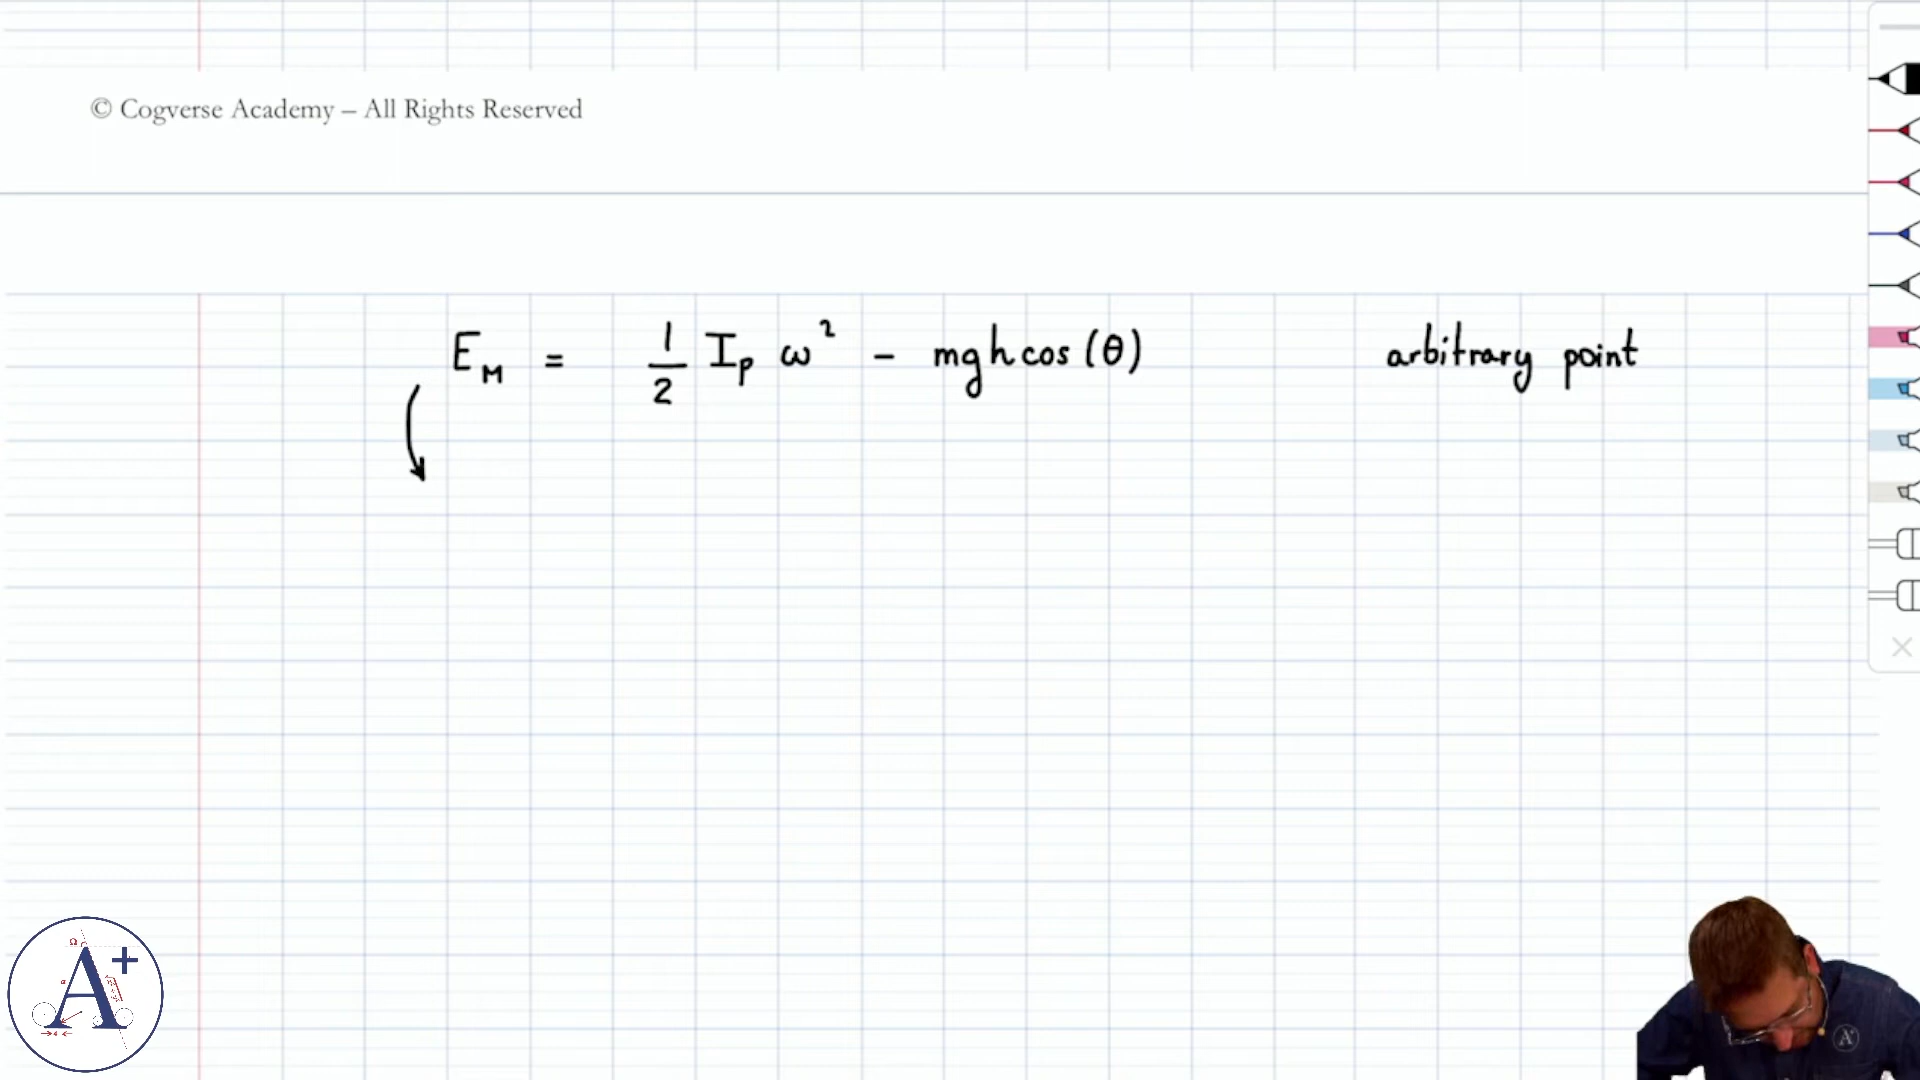 © Cogverse Academy – All Rights Reserved
E_M = 1/2 I_P ω² - mgh cos(θ) arbitrary point
A+